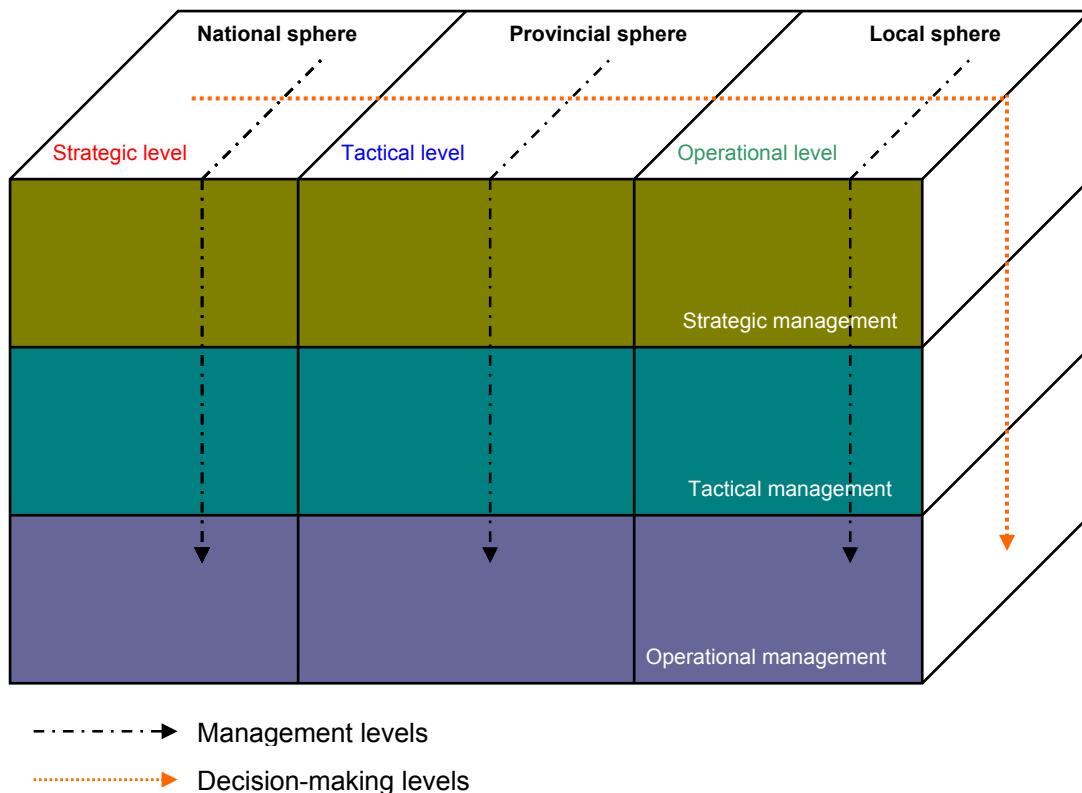 National sphere
Provincial sphere
Local sphere
Strategic level
Tactical level
Operational level
Strategic management
Tactical management
Operational management
Management levels
Decision-making levels